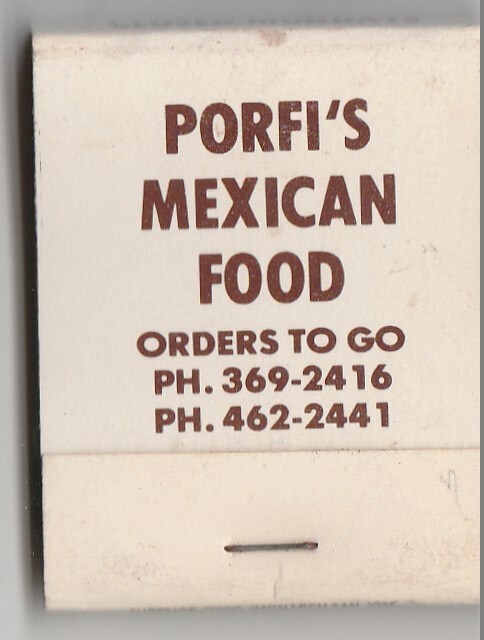 PORFI'S
MEXICAN
FOOD
ORDERS TO GO
PH. 369-2416
PH. 462-2441